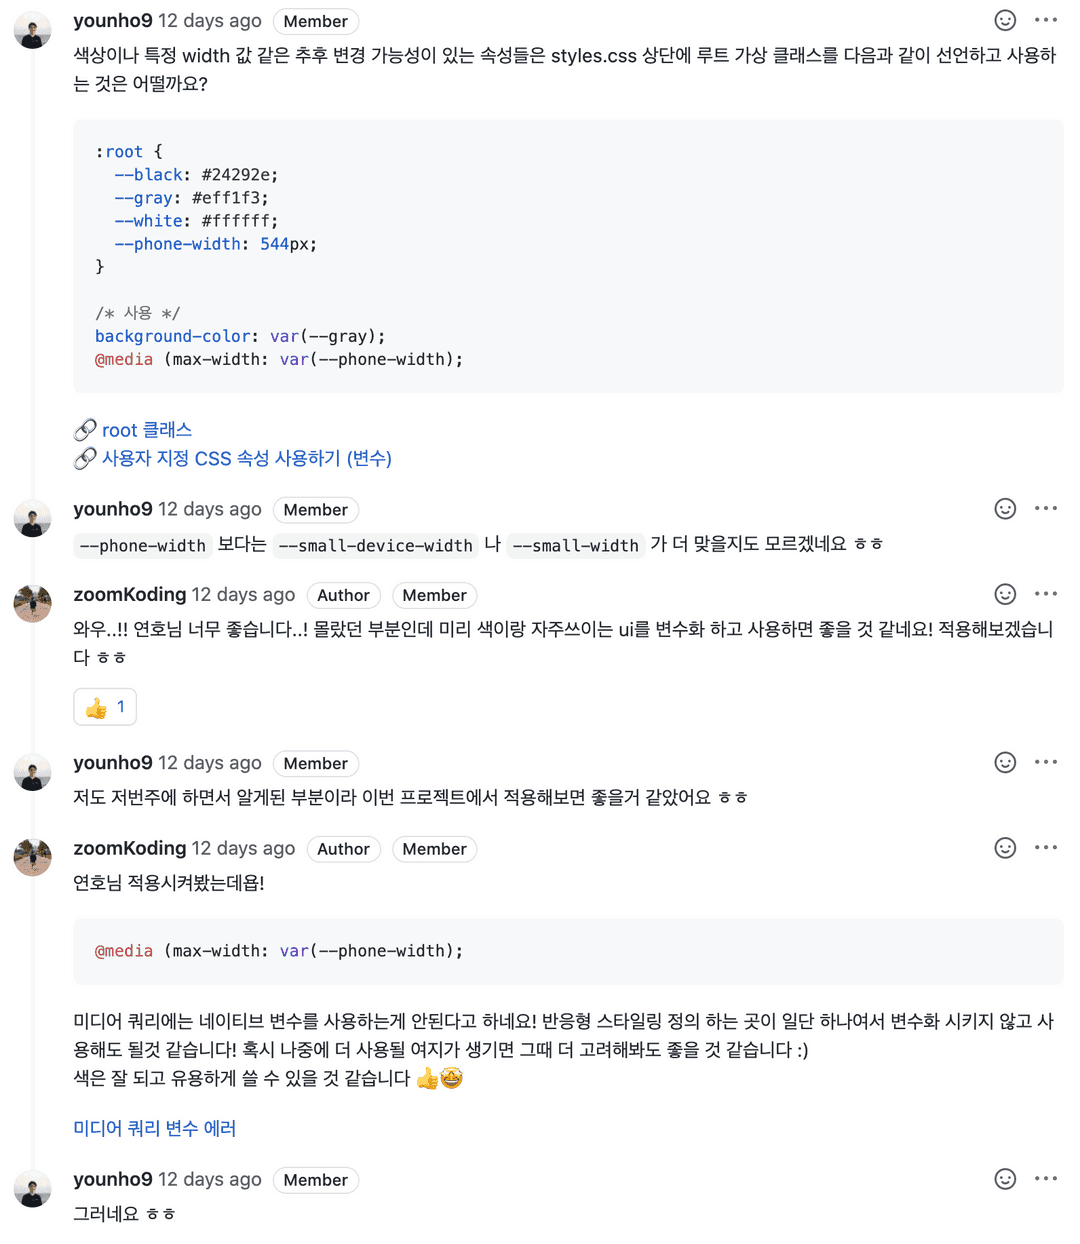 younho9 12 days ago Member
색상이나 특정 width 값 같은 추후 변경 가능성이 있는 속성들은 styles.css 상단에 루트 가상 클래스를 다음과 같이 선언하고 사용하
는 것은 어떨까요?
:root {
--black: #24292e;
--gray: #eff1f3;
--white: #ffffff;
--phone-width: 544px;
}
/* 사용 */
background-color: var(--gray);
@media (max-width: var(--phone-width);
🔗 root 클래스
🔗 사용자 지정 CSS 속성 사용하기 (변수)
younho9 12 days ago Member
--phone-width 보다는 --small-device-width 나 --small-width 가 더 맞을지도 모르겠네요 ㅎㅎ
zoomKoding 12 days ago Author Member
와우..!! 연호님 너무 좋습니다..! 몰랐던 부분인데 미리 색이랑 자주쓰이는 ui를 변수화 하고 사용하면 좋을 것 같네요! 적용해보겠습니
다 ㅎㅎ
👍 1
younho9 12 days ago Member
저도 저번주에 하면서 알게된 부분이라 이번 프로젝트에서 적용해보면 좋을거 같았어요 ㅎㅎ
zoomKoding 12 days ago Author Member
연호님 적용시켜봤는데욥!
@media (max-width: var(--phone-width);
미디어 쿼리에는 네이티브 변수를 사용하는게 안된다고 하네요! 반응형 스타일링 정의 하는 곳이 일단 하나여서 변수화 시키지 않고 사
용해도 될것 같습니다! 혹시 나중에 더 사용될 여지가 생기면 그때 더 고려해봐도 좋을 것 같습니다 :)
색은 잘 되고 유용하게 쓸 수 있을 것 같습니다 👍🤩
미디어 쿼리 변수 에러
younho9 12 days ago Member
그러네요 ㅎㅎ